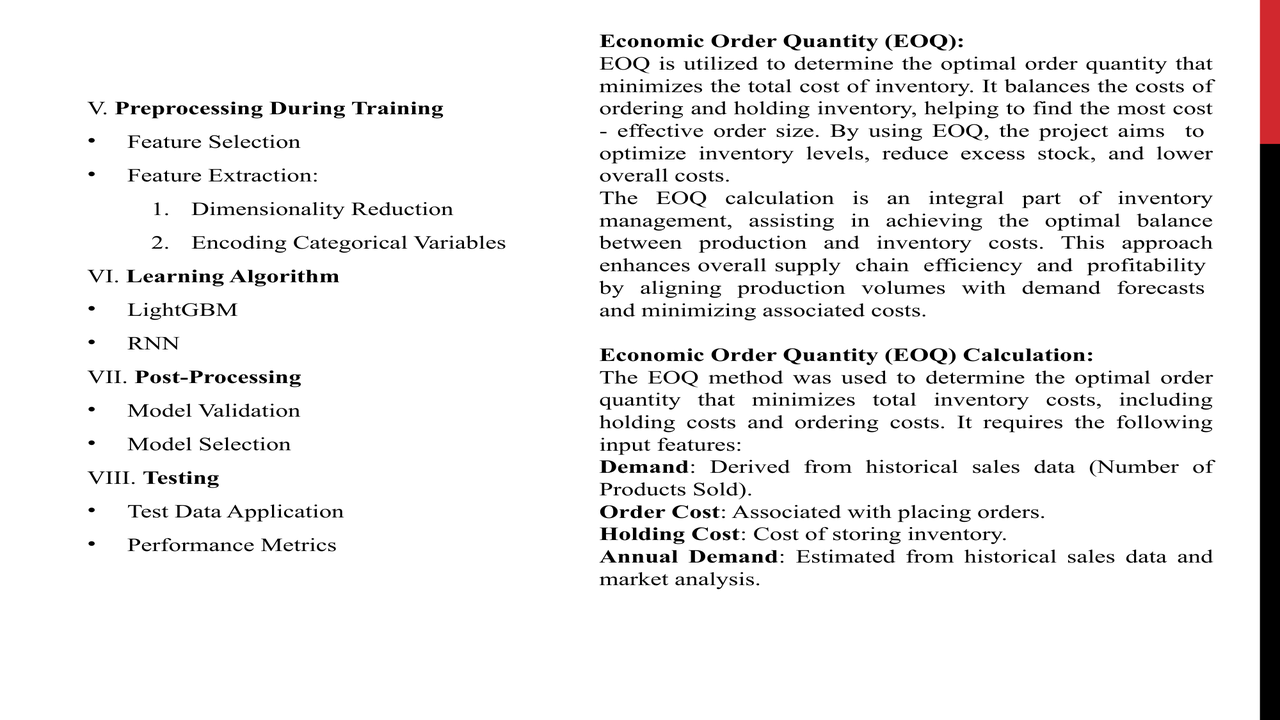 V. Preprocessing During Training
• Feature Selection
• Feature Extraction:
1. Dimensionality Reduction
2. Encoding Categorical Variables
VI. Learning Algorithm
• LightGBM
• RNN
VII. Post-Processing
• Model Validation
• Model Selection
VIII. Testing
• Test Data Application
• Performance Metrics
Economic Order Quantity (EOQ):
EOQ is utilized to determine the optimal order quantity that
minimizes the total cost of inventory. It balances the costs of
ordering and holding inventory, helping to find the most cost
- effective order size. By using EOQ, the project aims to
optimize inventory levels, reduce excess stock, and lower
overall costs.
The EOQ calculation is an integral part of inventory
management, assisting in achieving the optimal balance
between production and inventory costs. This approach
enhances overall supply chain efficiency and profitability
by aligning production volumes with demand forecasts
and minimizing associated costs.
Economic Order Quantity (EOQ) Calculation:
The EOQ method was used to determine the optimal order
quantity that minimizes total inventory costs, including
holding costs and ordering costs. It requires the following
input features:
Demand: Derived from historical sales data (Number of
Products Sold).
Order Cost: Associated with placing orders.
Holding Cost: Cost of storing inventory.
Annual Demand: Estimated from historical sales data and
market analysis.